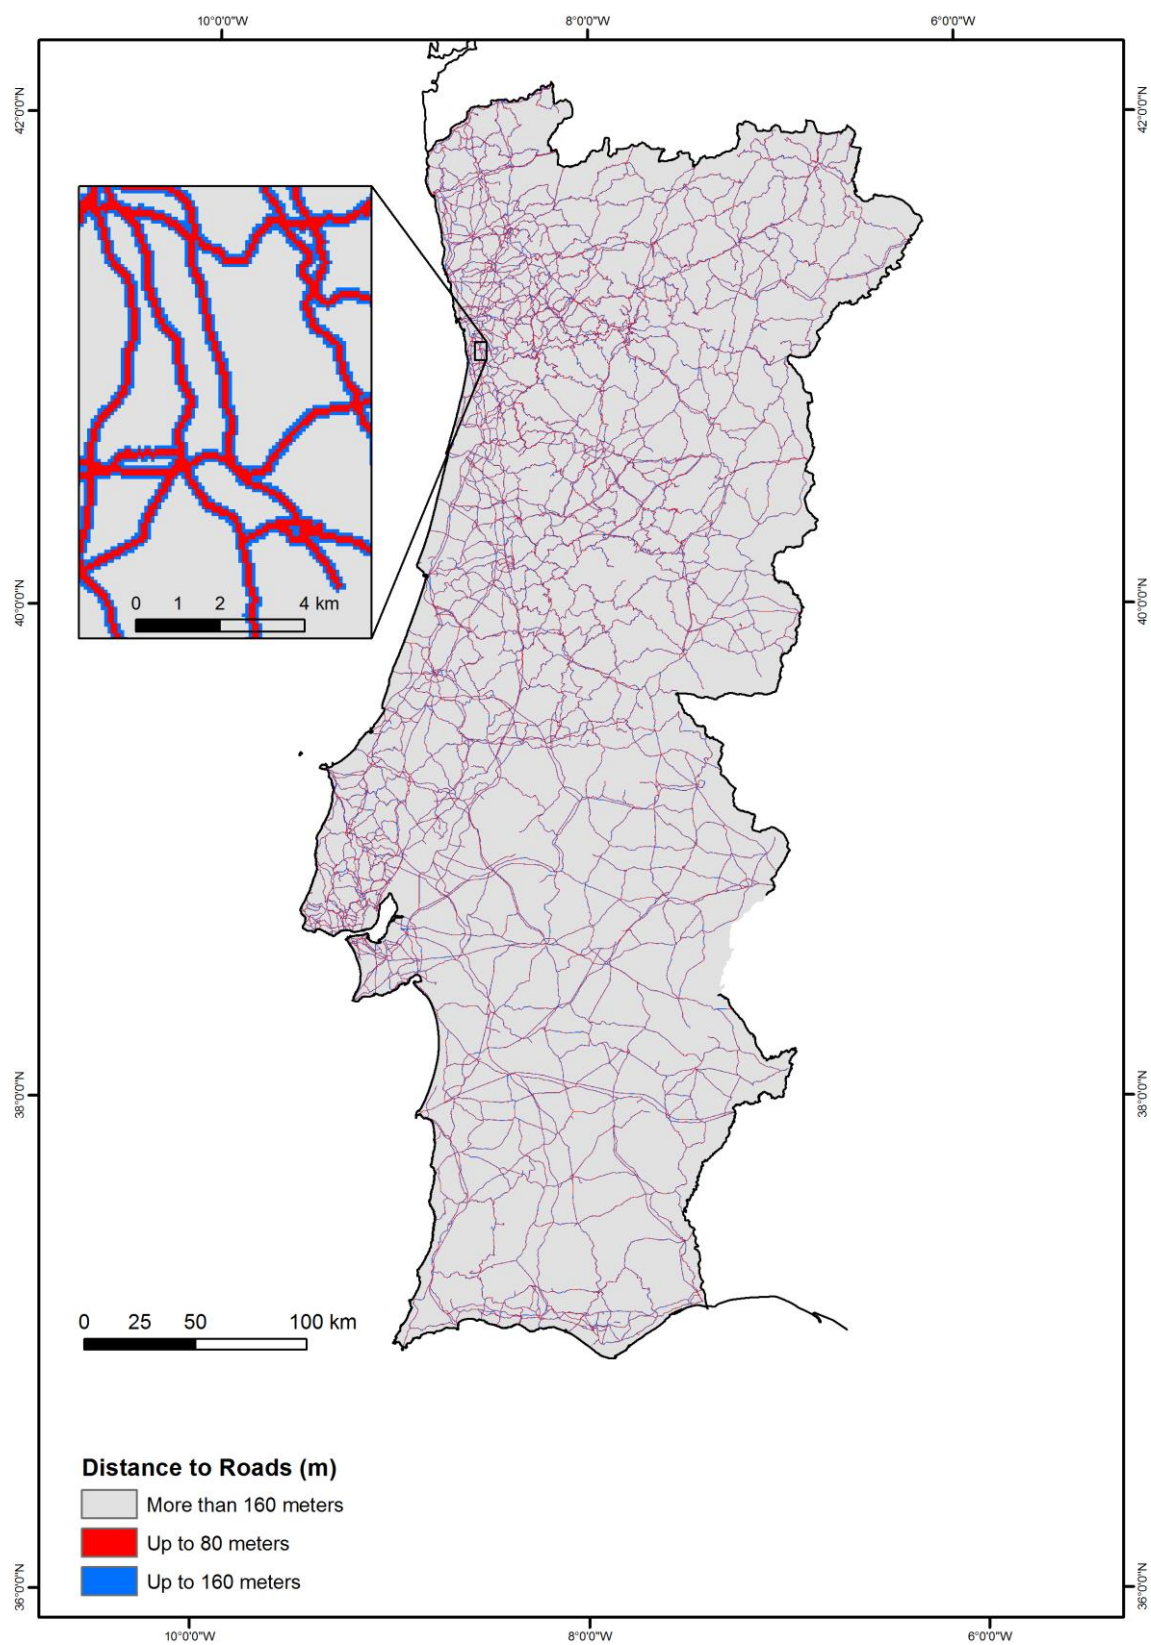 10°0'0"W 8°0'0"W 6°0'0"W
42°0'0"N 42°0'0"N
0 1 2 4 km
40°0'0"N 40°0'0"N
38°0'0"N 38°0'0"N
0 25 50 100 km
Distance to Roads (m)
More than 160 meters
Up to 80 meters
Up to 160 meters
36°0'0"N 36°0'0"N
10°0'0"W 8°0'0"W 6°0'0"W